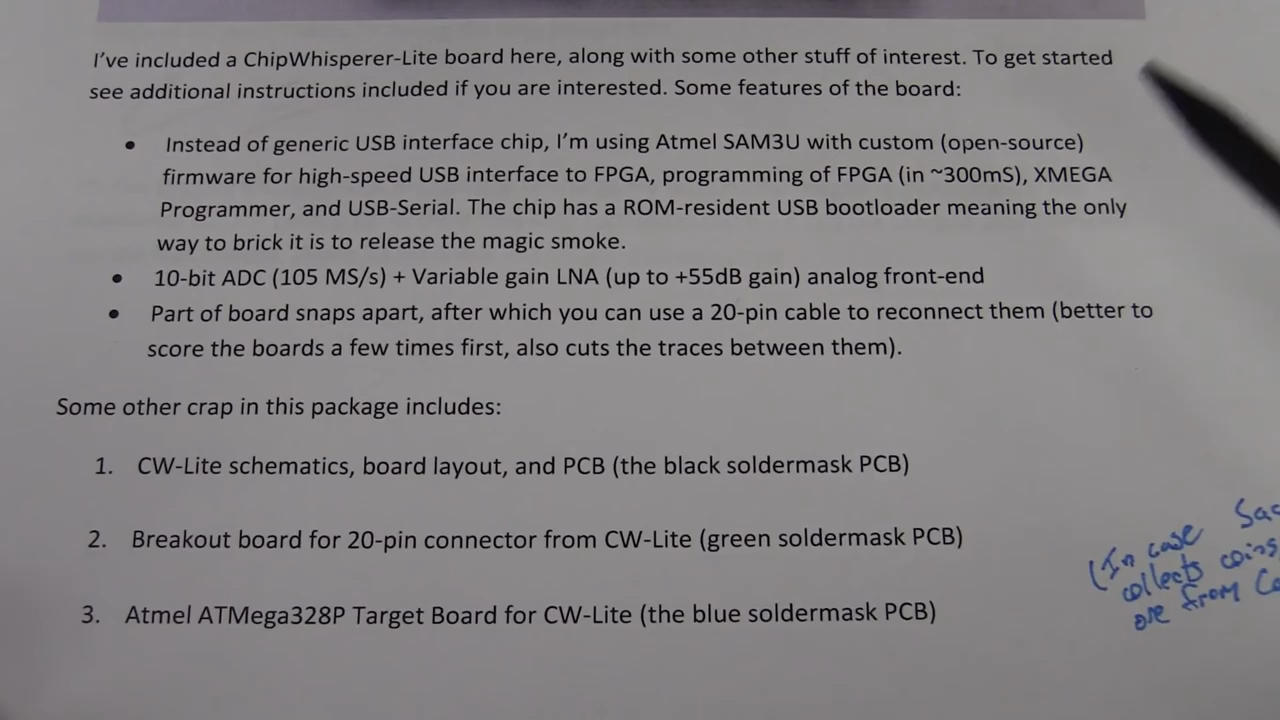 I've included a ChipWhisperer-Lite board here, along with some other stuff of interest. To get started
see additional instructions included if you are interested. Some features of the board:
• Instead of generic USB interface chip, I'm using Atmel SAM3U with custom (open-source)
firmware for high-speed USB interface to FPGA, programming of FPGA (in ~300mS), XMEGA
Programmer, and USB-Serial. The chip has a ROM-resident USB bootloader meaning the only
way to brick it is to release the magic smoke.
• 10-bit ADC (105 MS/s) + Variable gain LNA (up to +55dB gain) analog front-end
• Part of board snaps apart, after which you can use a 20-pin cable to reconnect them (better to
score the boards a few times first, also cuts the traces between them).
Some other crap in this package includes:
1. CW-Lite schematics, board layout, and PCB (the black soldermask PCB)
2. Breakout board for 20-pin connector from CW-Lite (green soldermask PCB)
3. Atmel ATMega328P Target Board for CW-Lite (the blue soldermask PCB)
(In case
collects coins
are from